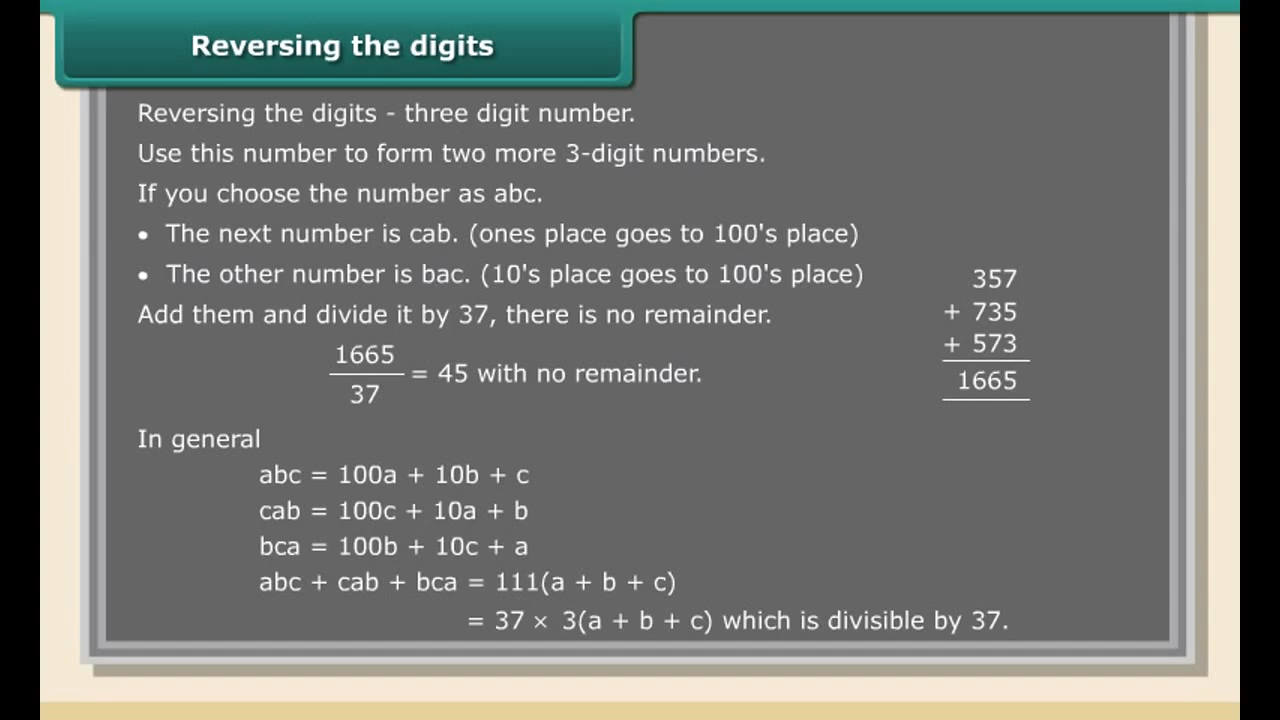 Reversing the digits
Reversing the digits - three digit number.
Use this number to form two more 3-digit numbers.
If you choose the number as abc.
• The next number is cab. (ones place goes to 100's place)
• The other number is bac. (10's place goes to 100's place)
Add them and divide it by 37, there is no remainder.
357
+ 735
+ 573
1665
1665
37
= 45 with no remainder.
In general
abc = 100a + 10b + c
cab = 100c + 10a + b
bca = 100b + 10c + a
abc + cab + bca = 111(a + b + c)
= 37 × 3(a + b + c) which is divisible by 37.